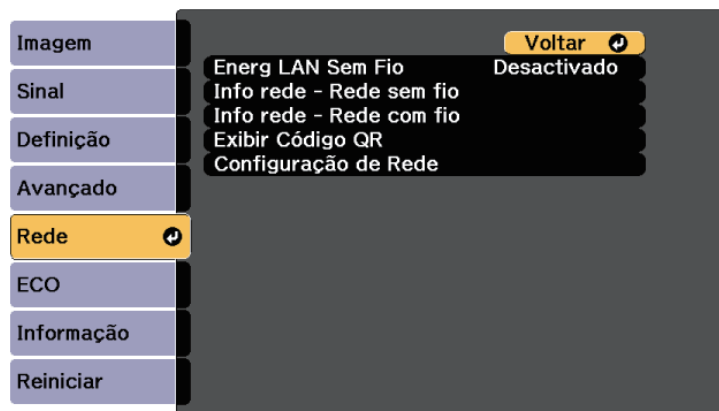 Imagem
Sinal
Definição
Avançado
Rede
ECO
Informação
Reiniciar
Voltar
Energ LAN Sem Fio Desactivado
Info rede - Rede sem fio
Info rede - Rede com fio
Exibir Código QR
Configuração de Rede